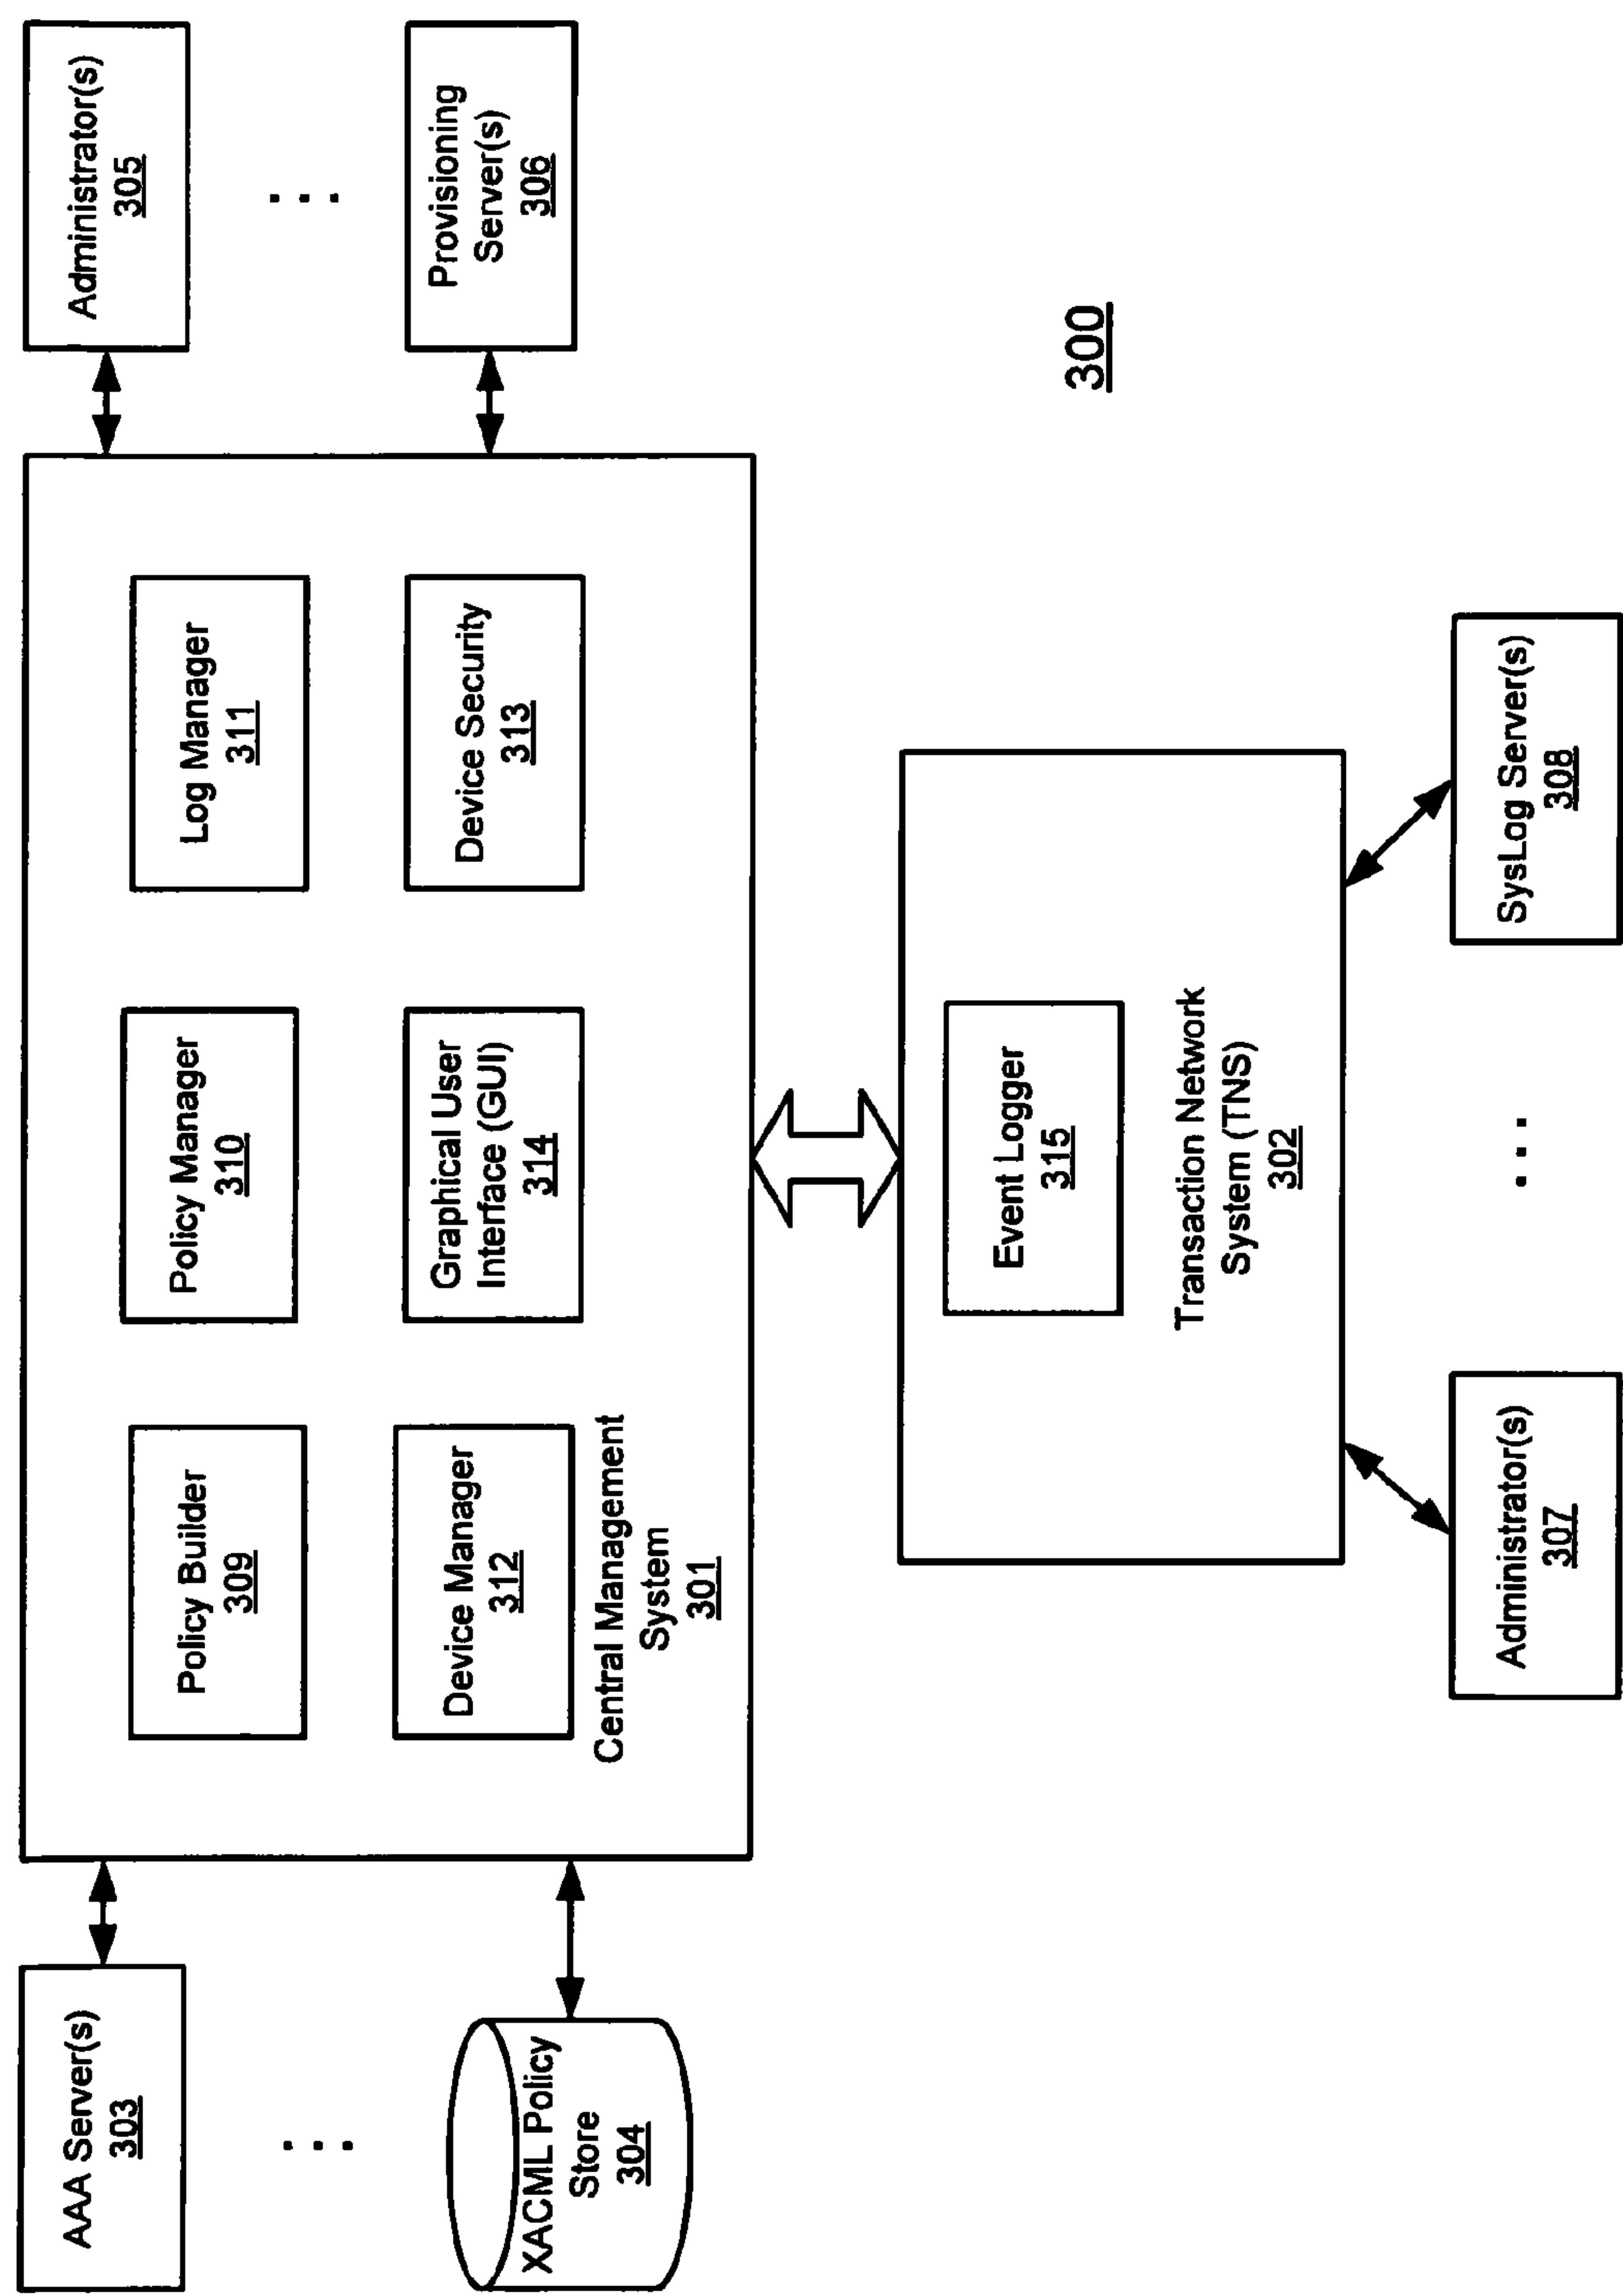 AAA Server(s)
303
XACML Policy
Store
304
Policy Builder
309
Policy Manager
310
Log Manager
311
Device Manager
312
Graphical User
Interface (GUI)
314
Device Security
313
Central Management
System
301
Administrator(s)
305
Provisioning
Server(s)
306
Event Logger
315
Transaction Network
System (TNS)
302
300
Administrator(s)
307
SysLog Server(s)
308